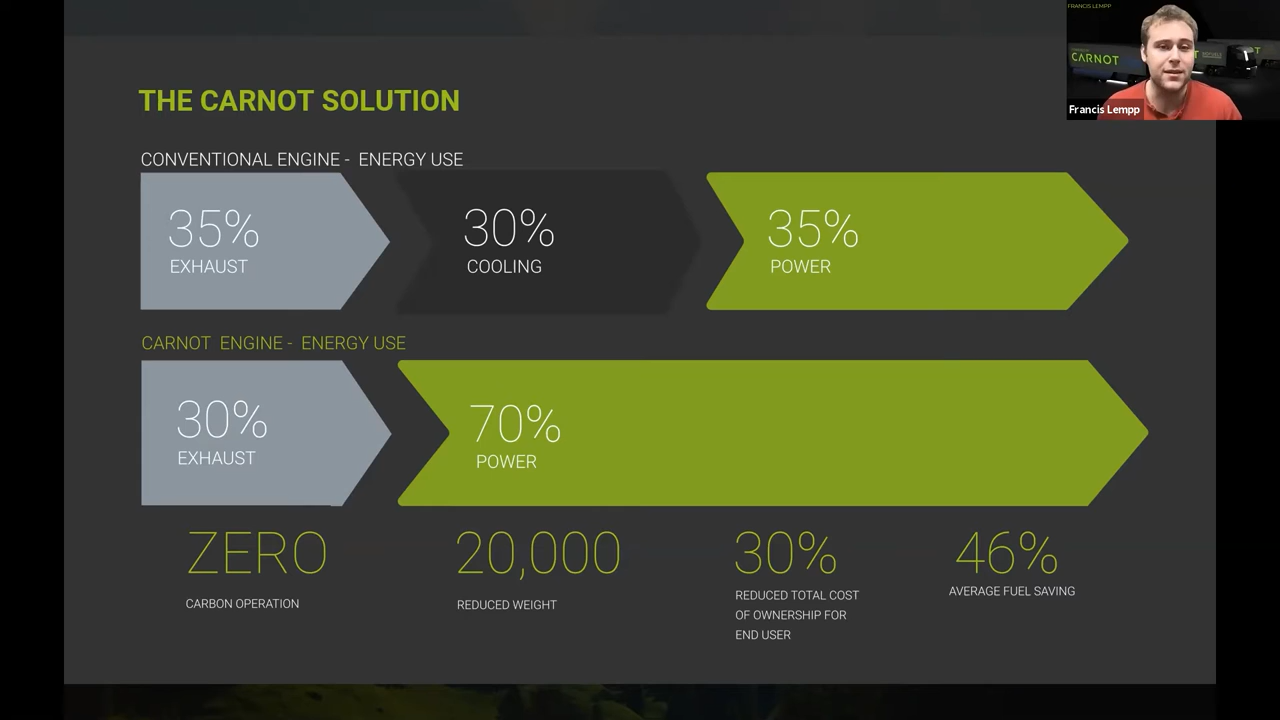 FRANCIS LEMPP
CARNOT
Francis Lempp
THE CARNOT SOLUTION
CONVENTIONAL ENGINE - ENERGY USE
35%
EXHAUST
30%
COOLING
35%
POWER
CARNOT ENGINE - ENERGY USE
30%
EXHAUST
70%
POWER
ZERO
CARBON OPERATION
20,000
REDUCED WEIGHT
30%
REDUCED TOTAL COST
OF OWNERSHIP FOR
END USER
46%
AVERAGE FUEL SAVING